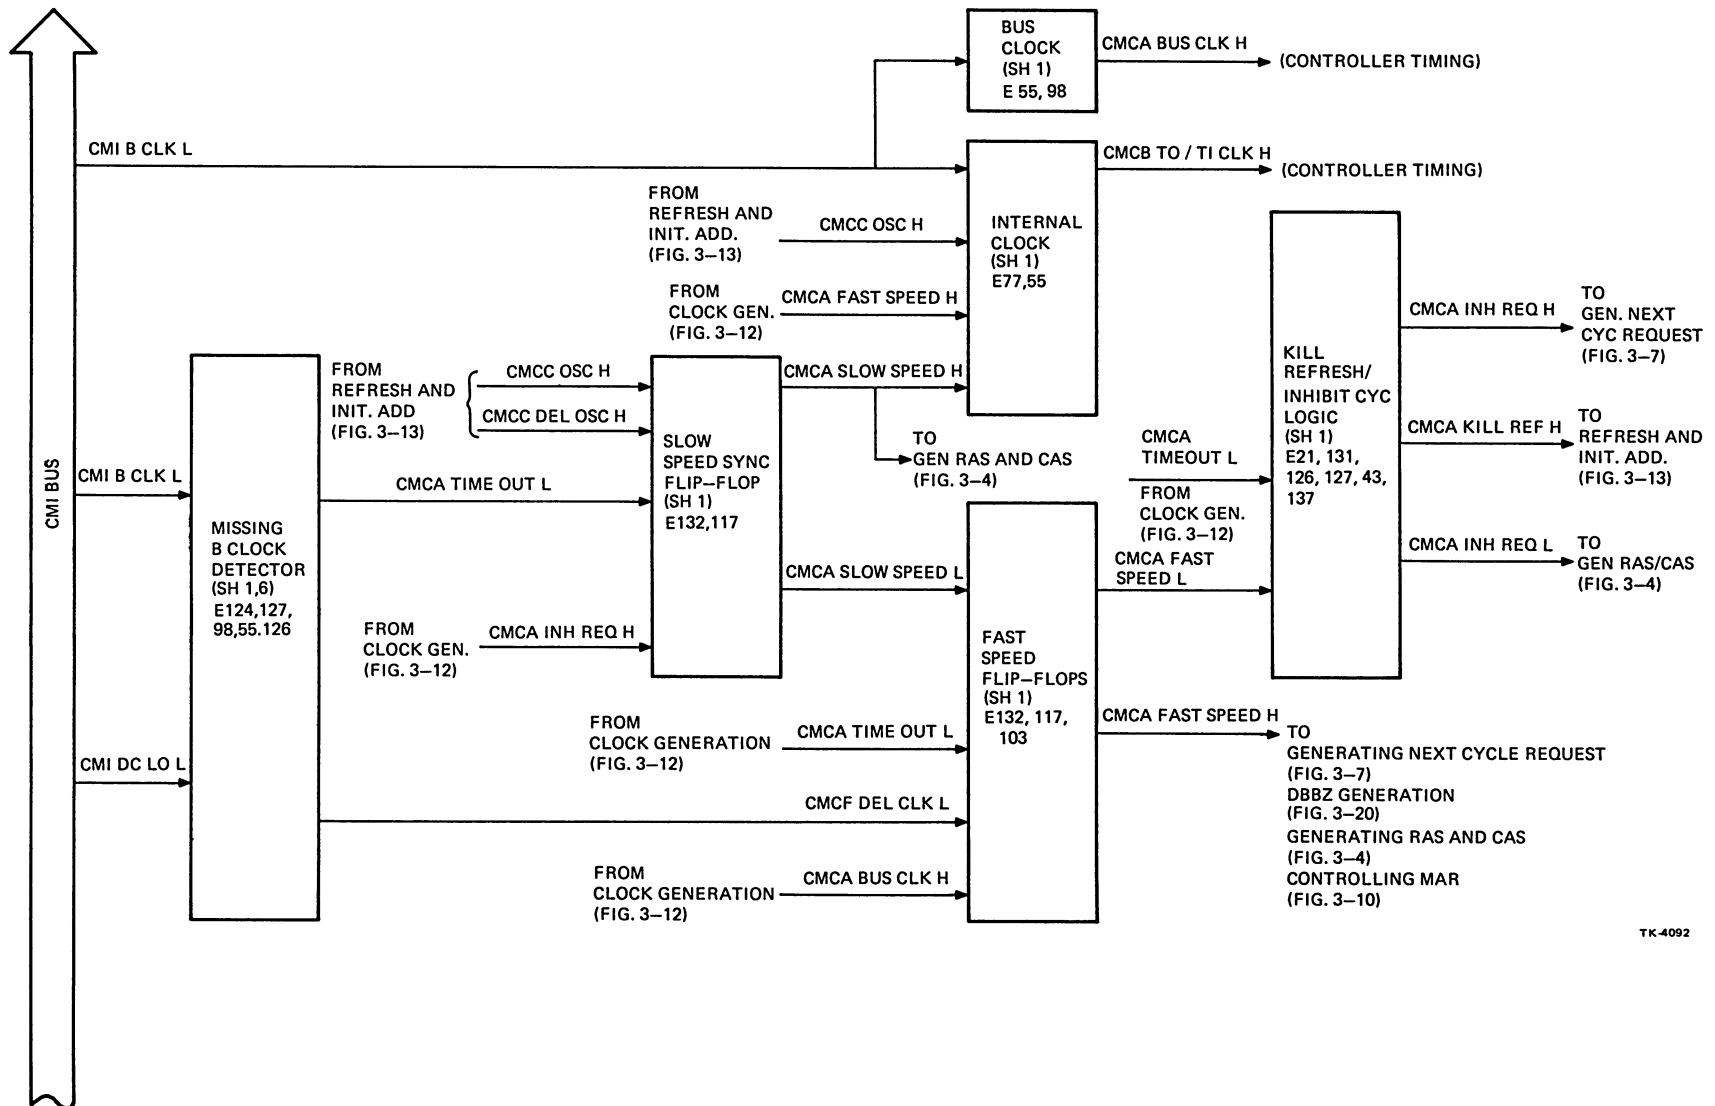 BUS
CLOCK
(SH 1)
E 55, 98
CMCA BUS CLK H
(CONTROLLER TIMING)
CMI B CLK L
CMCB TO / TI CLK H
(CONTROLLER TIMING)
FROM
REFRESH AND
INIT. ADD.
(FIG. 3–13)
CMCC OSC H
INTERNAL
CLOCK
(SH 1)
E77,55
FROM
CLOCK GEN.
(FIG. 3–12)
CMCA FAST SPEED H
CMCA INH REQ H
TO
GEN. NEXT
CYC REQUEST
(FIG. 3–7)
KILL
REFRESH/
INHIBIT CYC
LOGIC
(SH 1)
E21, 131,
126, 127, 43,
137
FROM
REFRESH AND
INIT. ADD
(FIG. 3–13)
CMCC OSC H
CMCC DEL OSC H
CMCA SLOW SPEED H
TO
GEN RAS AND CAS
(FIG. 3–4)
CMCA
TIMEOUT L
FROM
CLOCK GEN.
(FIG. 3–12)
CMCA KILL REF H
TO
REFRESH AND
INIT. ADD.
(FIG. 3–13)
SLOW
SPEED SYNC
FLIP–FLOP
(SH 1)
E132,117
CMI BUS
CMI B CLK L
CMCA TIME OUT L
MISSING
B CLOCK
DETECTOR
(SH 1,6)
E124,127,
98,55.126
CMCA SLOW SPEED L
CMCA FAST
SPEED L
CMCA INH REQ L
TO
GEN RAS/CAS
(FIG. 3–4)
FROM
CLOCK GEN.
(FIG. 3–12)
CMCA INH REQ H
FAST
SPEED
FLIP–FLOPS
(SH 1)
E132, 117,
103
FROM
CLOCK GENERATION
(FIG. 3–12)
CMCA TIME OUT L
CMCA FAST SPEED H
TO
GENERATING NEXT CYCLE REQUEST
(FIG. 3–7)
DBBZ GENERATION
(FIG. 3–20)
GENERATING RAS AND CAS
(FIG. 3–4)
CONTROLLING MAR
(FIG. 3–10)
CMI DC LO L
CMCF DEL CLK L
FROM
CLOCK GENERATION
(FIG. 3–12)
CMCA BUS CLK H
TK-4092